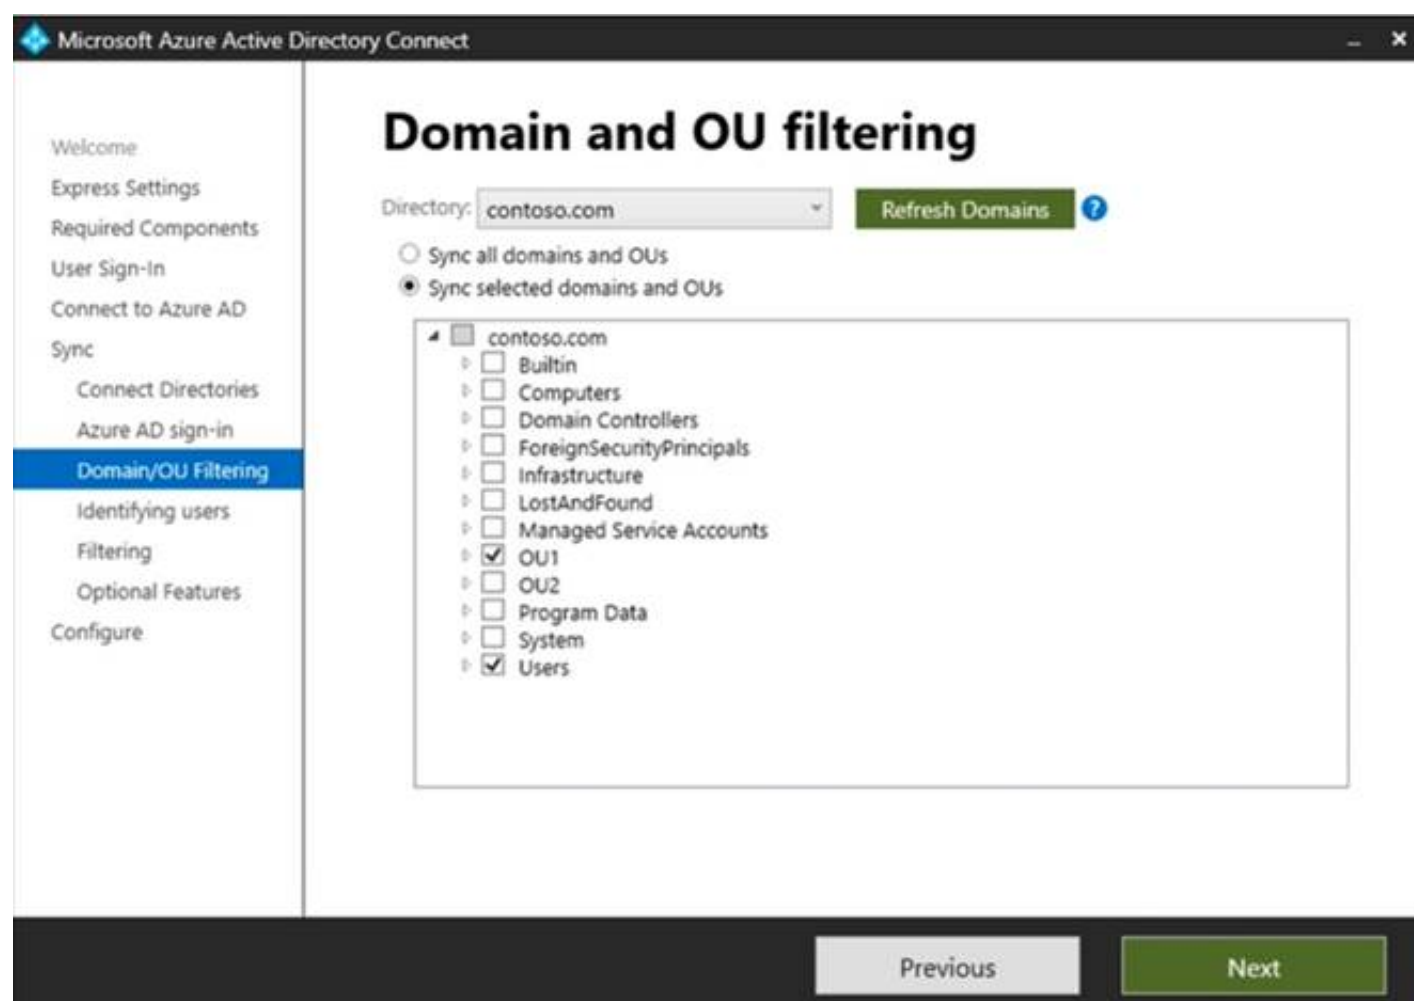 Microsoft Azure Active Directory Connect
Welcome
Express Settings
Required Components
User Sign-In
Connect to Azure AD
Sync
Connect Directories
Azure AD sign-in
Domain/OU Filtering
Identifying users
Filtering
Optional Features
Configure
Domain and OU filtering
Directory: contoso.com Refresh Domains ?
Sync all domains and OUs
Sync selected domains and OUs
contoso.com
Builtin
Computers
Domain Controllers
ForeignSecurityPrincipals
Infrastructure
LostAndFound
Managed Service Accounts
OU1
OU2
Program Data
System
Users
Previous Next